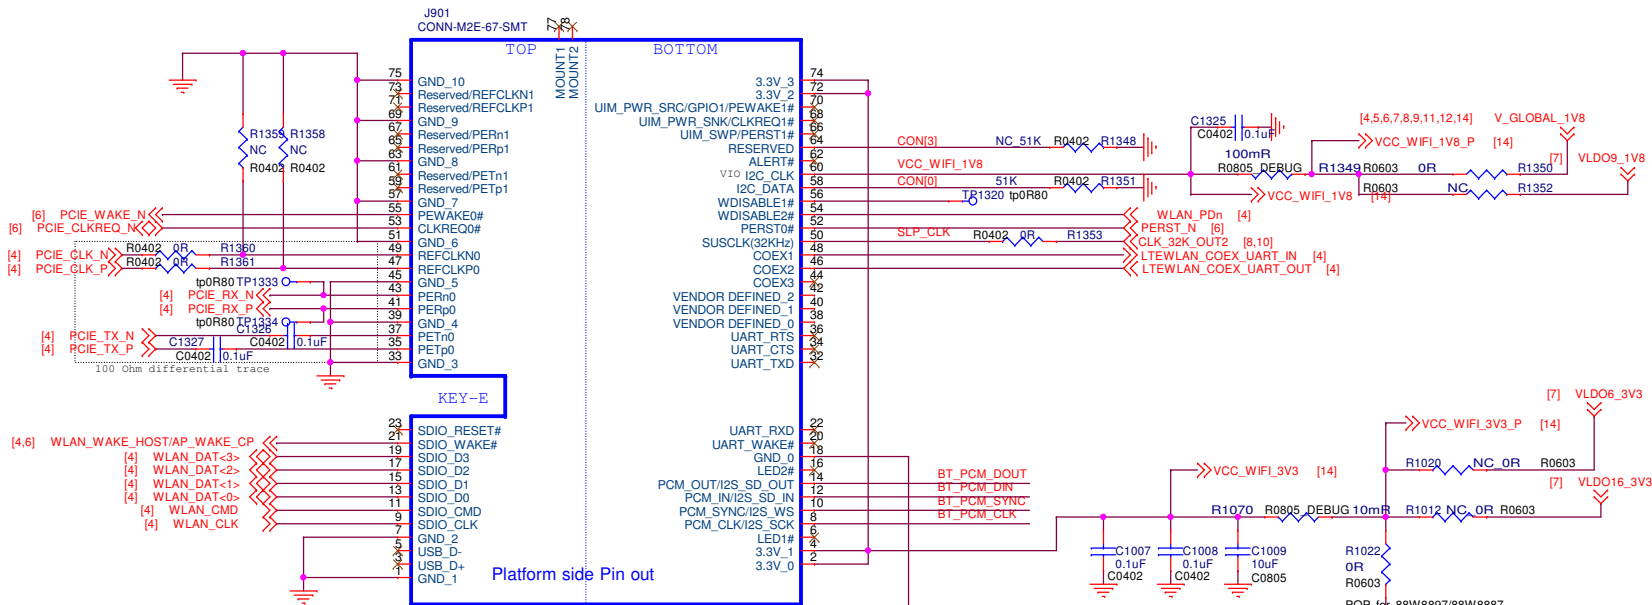 J901
CONN-M2E-67-SMT
77
78
TOP
BOTTOM
MOUNT1
MOUNT2
75 GND_10
73 Reserved/REFCLKN1
71 Reserved/REFCLKP1
69 GND_9
67 Reserved/PERn1
65 Reserved/PERp1
63 GND_8
61 Reserved/PETn1
59 Reserved/PETp1
57 GND_7
55 PEWAKE0#
53 CLKREQ0#
51 GND_6
49 REFCLKN0
47 REFCLKP0
45 GND_5
43 PERn0
41 PERp0
39 GND_4
37 PETn0
35 PETp0
33 GND_3
KEY-E
23 SDIO_RESET#
21 SDIO_WAKE#
19 SDIO_D3
17 SDIO_D2
15 SDIO_D1
13 SDIO_D0
11 SDIO_CMD
9 SDIO_CLK
7 GND_2
5 USB_D-
3 USB_D+
1 GND_1
Platform side Pin out
3.3V_3 74
3.3V_2 72
UIM_PWR_SRC/GPIO1/PEWAKE1# 70
UIM_PWR_SNK/CLKREQ1# 68
UIM_SWP/PERST1# 66
RESERVED 64
ALERT# 62
VIO I2C_CLK 60
I2C_DATA 58
WDISABLE1# 56
WDISABLE2# 54
PERST0# 52
SUSCLK(32KHz) 50
COEX1 48
COEX2 46
COEX3 44
VENDOR DEFINED_2 42
VENDOR DEFINED_1 40
VENDOR DEFINED_0 38
UART_RTS 36
UART_CTS 34
UART_TXD 32
UART_RXD 22
UART_WAKE# 20
GND_0 18
LED2# 16
PCM_OUT/I2S_SD_OUT 14
PCM_IN/I2S_SD_IN 12
PCM_SYNC/I2S_WS 10
PCM_CLK/I2S_SCK 8
LED1# 6
3.3V_1 4
3.3V_0 2
R1359 R1358
NC NC
R0402 R0402
[6] PCIE_WAKE_N
[6] PCIE_CLKREQ_N
[4] PCIE_CLK_N R0402 0R R1360
[4] PCIE_CLK_P R0402 0R R1361
tp0R80 TP1333
[4] PCIE_RX_N
[4] PCIE_RX_P
tp0R80 TP1334
[4] PCIE_TX_N C1326 C0402 0.1uF
[4] PCIE_TX_P C1327 C0402 0.1uF
100 Ohm differential trace
[4,6] WLAN_WAKE_HOST/AP_WAKE_CP
[4] WLAN_DAT<3>
[4] WLAN_DAT<2>
[4] WLAN_DAT<1>
[4] WLAN_DAT<0>
[4] WLAN_CMD
[4] WLAN_CLK
CON[3] NC_51K R0402 R1348
VCC_WIFI_1V8
CON[0] 51K R0402 R1351
TP1320 tp0R80
WLAN_PDn [4]
PERST_N [6]
SLP_CLK R0402 0R R1353 CLK_32K_OUT2 [8,10]
LTEWLAN_COEX_UART_IN [4]
LTEWLAN_COEX_UART_OUT [4]
C1325
C0402 0.1uF
100mR
R0805_DEBUG R1349
[4,5,6,7,8,9,11,12,14] V_GLOBAL_1V8
VCC_WIFI_1V8_P [14]
[7] VLDO9_1V8
R0603 0R R1350
VCC_WIFI_1V8 [14]
R0603 NC R1352
BT_PCM_DOUT
BT_PCM_DIN
BT_PCM_SYNC
BT_PCM_CLK
[7] VLDO6_3V3
VCC_WIFI_3V3_P [14]
VCC_WIFI_3V3 [14]
R1020 NC_0R R0603
[7] VLDO16_3V3
R1070 R0805_DEBUG 10mR
R1012 NC_0R R0603
C1007
0.1uF
C0402
C1008
0.1uF
C0402
C1009
10uF
C0805
R1022
0R
R0603
POP for 88W8897/88W8887